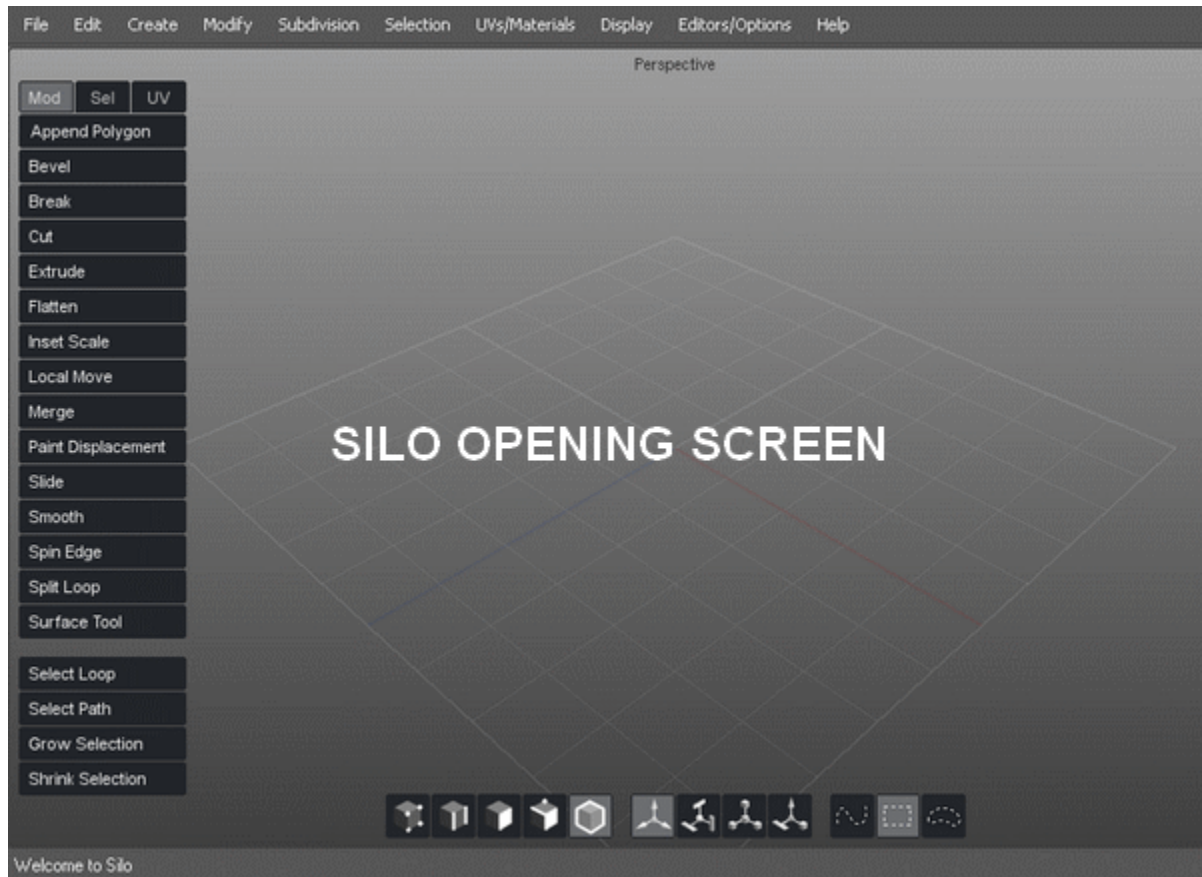 File Edit Create Modify Subdivision Selection UVs/Materials Display Editors/Options Help
Perspective
Mod Sel UV
Append Polygon
Bevel
Break
Cut
Extrude
Flatten
Inset Scale
Local Move
Merge
Paint Displacement
SILO OPENING SCREEN
Slide
Smooth
Spin Edge
Split Loop
Surface Tool
Select Loop
Select Path
Grow Selection
Shrink Selection
Welcome to Silo